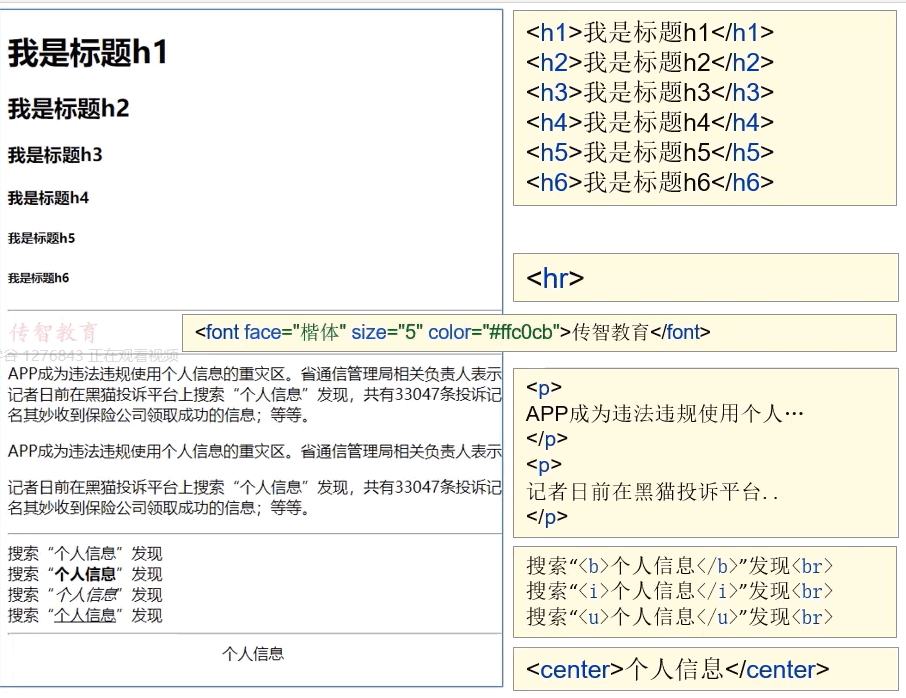 我是标题h1
我是标题h2
我是标题h3
我是标题h4
我是标题h5
我是标题h6
传智教育
1276843 正在观看视频
APP成为违法违规使用个人信息的重灾区。省通信管理局相关负责人表示
记者日前在黑猫投诉平台上搜索“个人信息”发现，共有33047条投诉记
名其妙收到保险公司领取成功的信息；等等。
APP成为违法违规使用个人信息的重灾区。省通信管理局相关负责人表示
记者日前在黑猫投诉平台上搜索“个人信息”发现，共有33047条投诉记
名其妙收到保险公司领取成功的信息；等等。
搜索“个人信息”发现
搜索“个人信息”发现
搜索“个人信息”发现
搜索“个人信息”发现
个人信息
<h1>我是标题h1</h1>
<h2>我是标题h2</h2>
<h3>我是标题h3</h3>
<h4>我是标题h4</h4>
<h5>我是标题h5</h5>
<h6>我是标题h6</h6>
<hr>
<font face="楷体" size="5" color="#ffc0cb">传智教育</font>
<p>
APP成为违法违规使用个人…
</p>
<p>
记者日前在黑猫投诉平台..
</p>
搜索“<b>个人信息</b>”发现<br>
搜索“<i>个人信息</i>”发现<br>
搜索“<u>个人信息</u>”发现<br>
<center>个人信息</center>